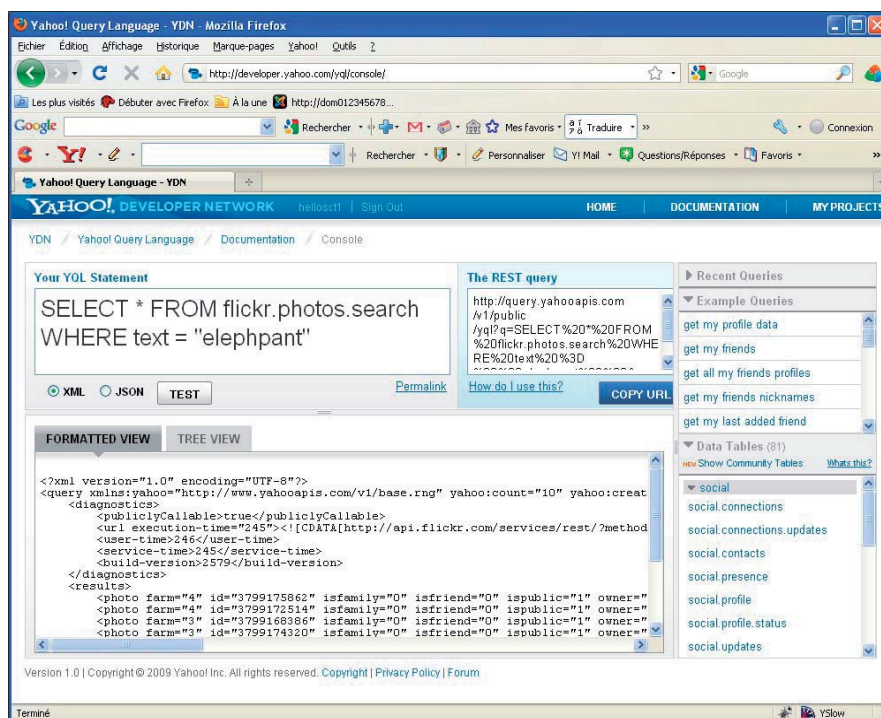 Yahoo! Query Language - YDN - Mozilla Firefox
Fichier Édition Affichage Historique Marque-pages Yahoo! Outils ?
http://developer.yahoo.com/yql/console/ Google
Les plus visités Débuter avec Firefox À la une http://dom012345678...
Google Rechercher Mes favoris Traduire » Connexion
Y! Rechercher Personnaliser Y! Mail Questions/Réponses Favoris »
Yahoo! Query Language - YDN
YAHOO! DEVELOPER NETWORK hellosct1 | Sign Out HOME DOCUMENTATION MY PROJECTS
YDN / Yahoo! Query Language / Documentation / Console
Your YQL Statement
SELECT * FROM flickr.photos.search
WHERE text = "elephpant"
XML JSON TEST Permalink
The REST query
http://query.yahooapis.com
/v1/public
/yql?q=SELECT%20*%20FROM
%20flickr.photos.search%20WHE
RE%20text%20%3D
How do I use this? COPY URL
Recent Queries
Example Queries
get my profile data
get my friends
get all my friends profiles
get my friends nicknames
get my last added friend
Data Tables (81)
NEW Show Community Tables Whats this?
social
social.connections
social.connections.updates
social.contacts
social.presence
social.profile
social.profile.status
social.updates
FORMATTED VIEW TREE VIEW
<?xml version="1.0" encoding="UTF-8"?>
<query xmlns:yahoo="http://www.yahooapis.com/v1/base.rng" yahoo:count="10" yahoo:creat
<diagnostics>
<publiclyCallable>true</publiclyCallable>
<url execution-time="245"><![CDATA[http://api.flickr.com/services/rest/?method
<user-time>246</user-time>
<service-time>245</service-time>
<build-version>2579</build-version>
</diagnostics>
<results>
<photo farm="4" id="3799175862" isfamily="0" isfriend="0" ispublic="1" owner="
<photo farm="4" id="3799172514" isfamily="0" isfriend="0" ispublic="1" owner="
<photo farm="3" id="3799168386" isfamily="0" isfriend="0" ispublic="1" owner="
<photo farm="3" id="3799174320" isfamily="0" isfriend="0" ispublic="1" owner="
Version 1.0 | Copyright © 2009 Yahoo! Inc. All rights reserved. Copyright | Privacy Policy | Forum
Terminé YSlow